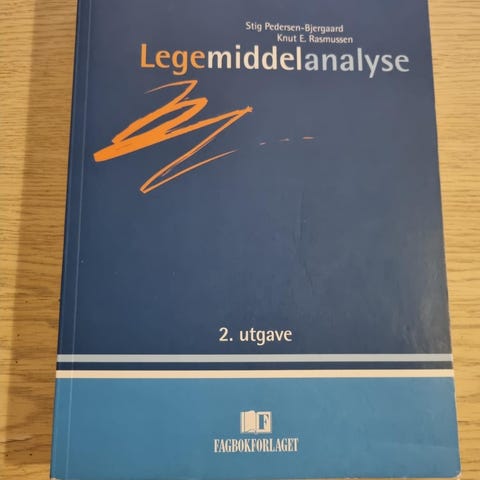 Stig Pedersen-Bjergaard
Knut E. Rasmussen
Legemiddelanalyse
2. utgave
F
FAGBOKFORLAGET